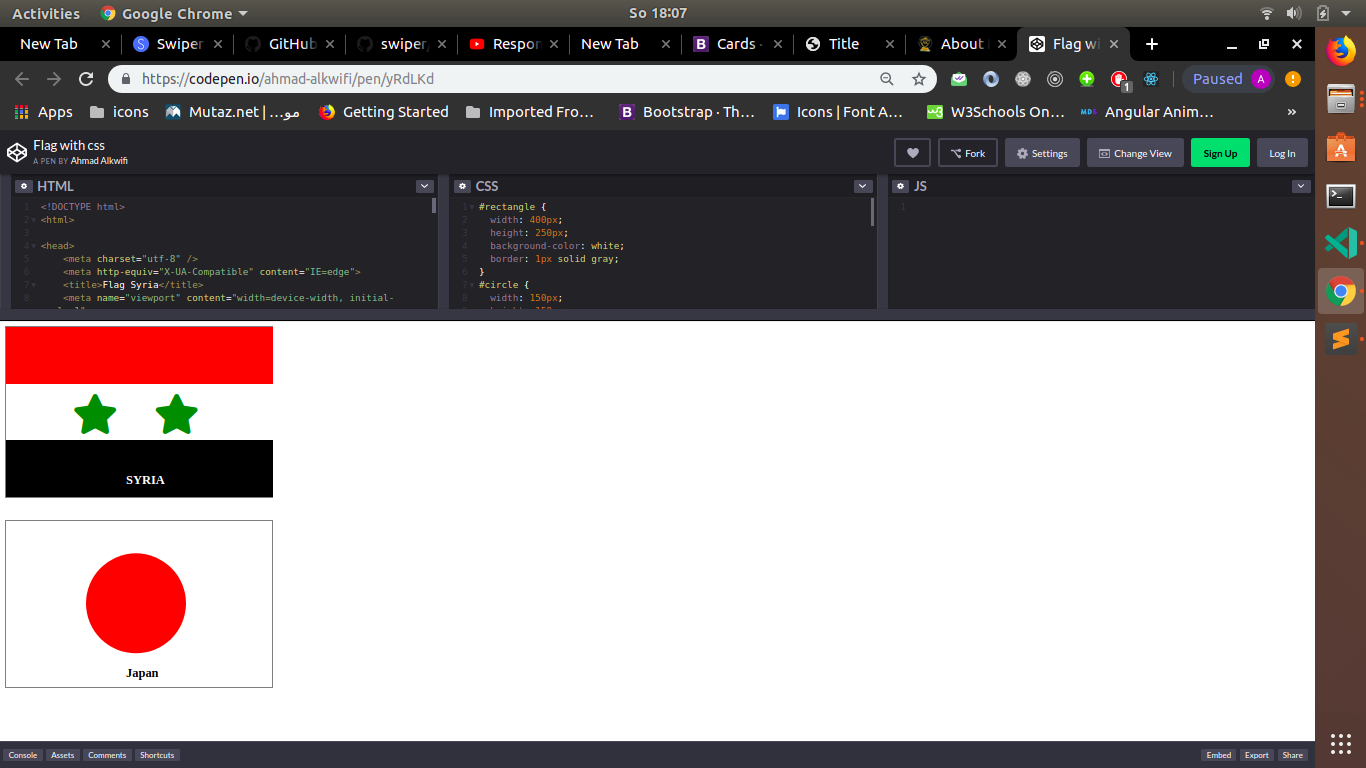 Activities Google Chrome So 18:07
New Tab Swiper GitHub swiper, Respon New Tab Cards · Title About Flag wi
https://codepen.io/ahmad-alkwifi/pen/yRdLKd Paused A
1
Apps icons Mutaz.net | مو... Getting Started Imported Fro... Bootstrap · Th... Icons | Font A... W3Schools On... Angular Anim... »
Flag with css
A PEN BY Ahmad Alkwifi
Fork Settings Change View Sign Up Log In
HTML CSS JS
1 <!DOCTYPE html>
2 <html>
3
4 <head>
5 <meta charset="utf-8" />
6 <meta http-equiv="X-UA-Compatible" content="IE=edge">
7 <title>Flag Syria</title>
8 <meta name="viewport" content="width=device-width, initial-
1 #rectangle {
2 width: 400px;
3 height: 250px;
4 background-color: white;
5 border: 1px solid gray;
6 }
7 #circle {
8 width: 150px;
1
SYRIA
Japan
Console Assets Comments Shortcuts Embed Export Share